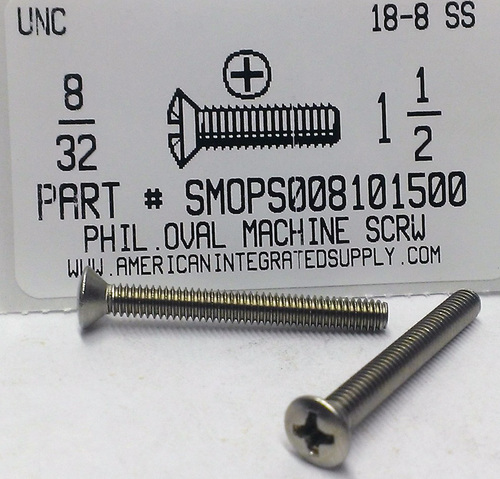 UNC 18-8 SS
8/32 1 1/2
PART # SMOPS008101500
PHIL.OVAL MACHINE SCRW
WWW.AMERICANINTEGRATEDSUPPLY.COM